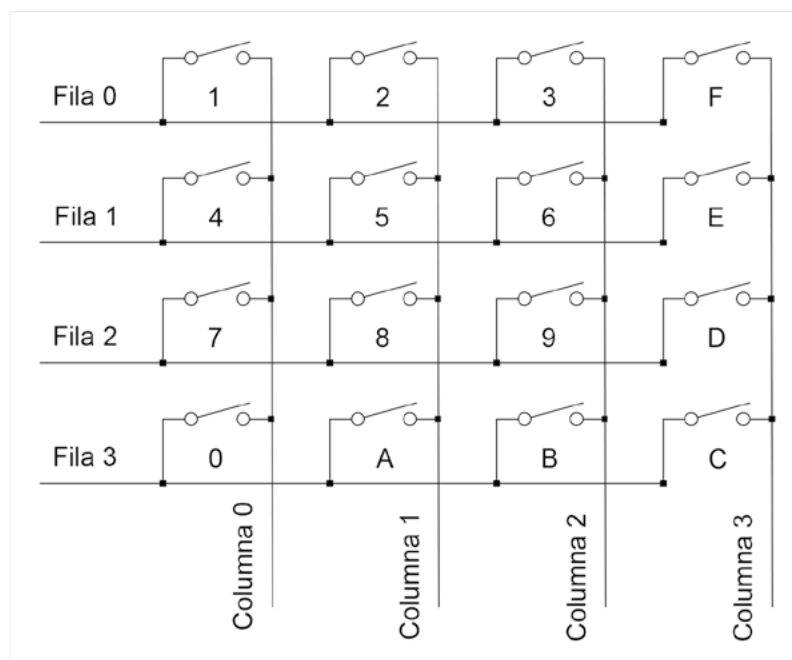 1 2 3 F
Fila 0
4 5 6 E
Fila 1
7 8 9 D
Fila 2
0 A B C
Fila 3
Columna 0
Columna 1
Columna 2
Columna 3